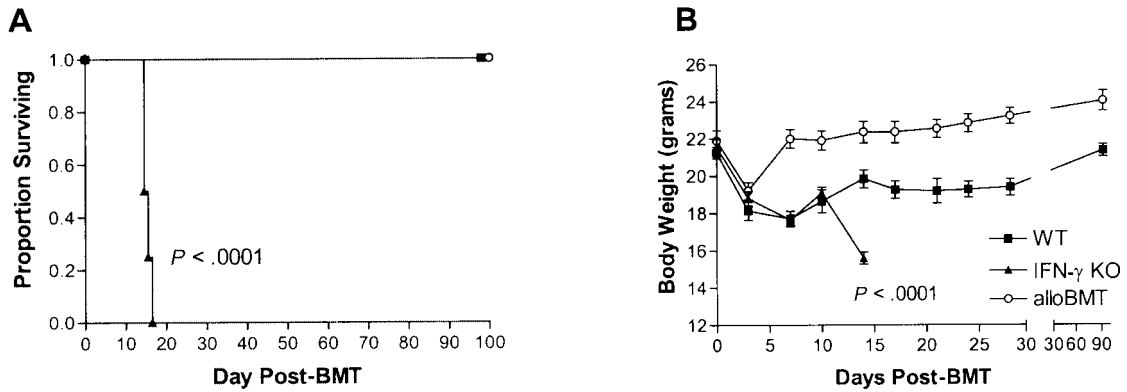 A
Proportion Surviving
1.0
0.8
0.6
0.4
0.2
0.0
P < .0001
0 10 20 30 40 50 60 70 80 90 100
Day Post-BMT
B
Body Weight (grams)
26
24
22
20
18
16
14
12
WT
IFN-γ KO
alloBMT
P < .0001
0 5 10 15 20 25 30 30 60 90
Days Post-BMT